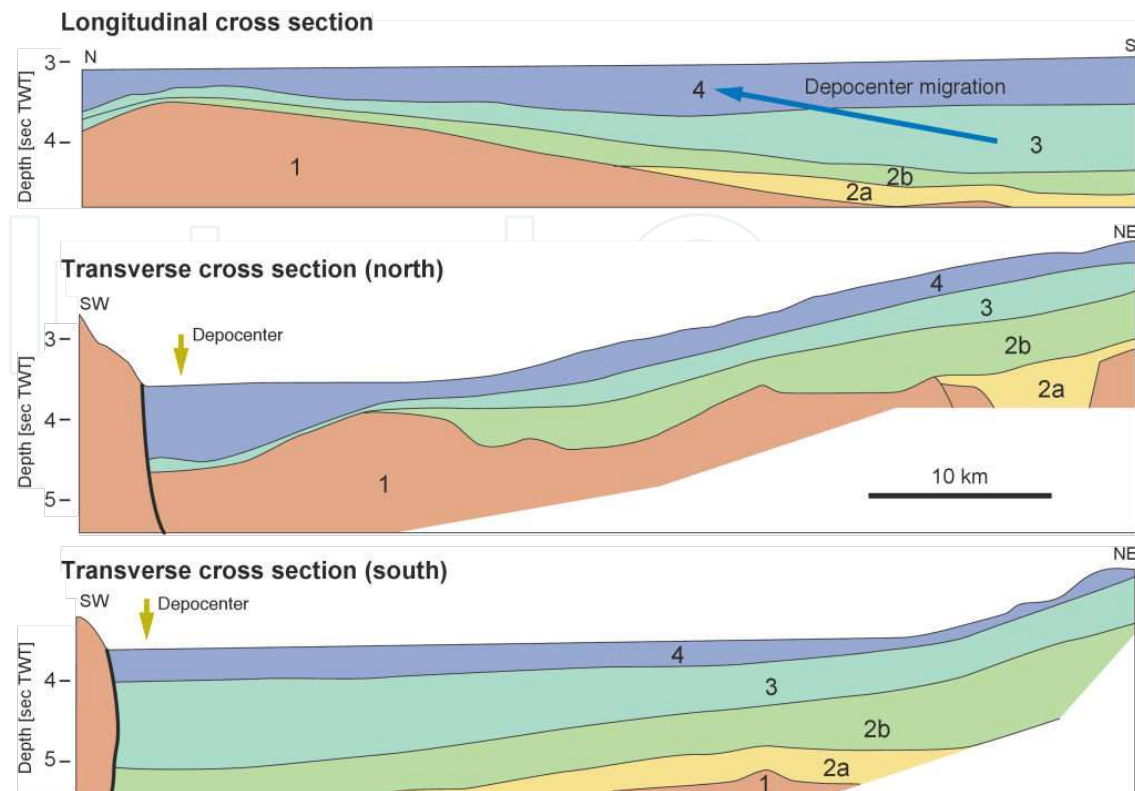 Longitudinal cross section
N
S
3
Depth [sec TWT]
4
4
Depocenter migration
3
1
2b
2a
Transverse cross section (north)
NE
SW
Depocenter
3
Depth [sec TWT]
4
5
4
3
2b
2a
1
10 km
Transverse cross section (south)
NE
SW
Depocenter
Depth [sec TWT]
4
5
4
3
2b
2a
1